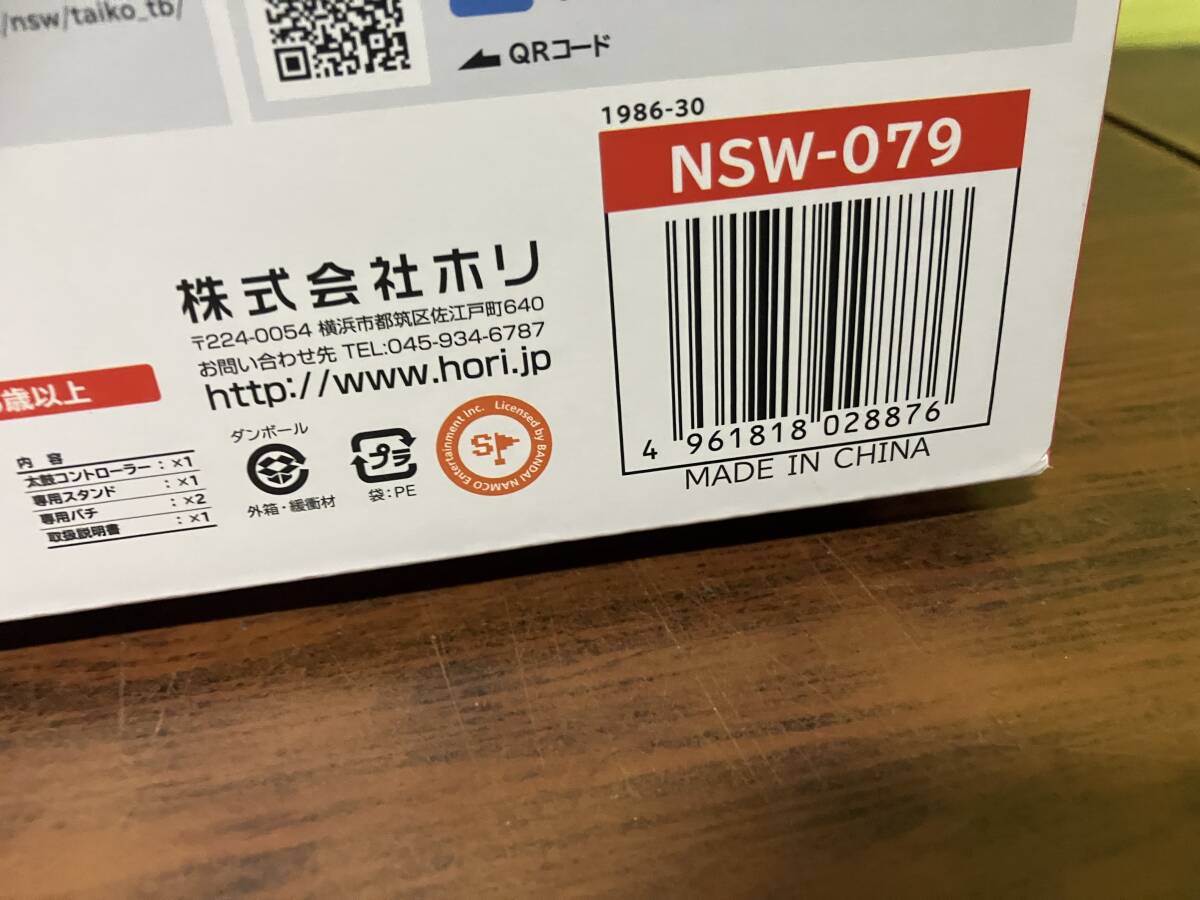 /nsw/taiko_tb/
QRコード
1986-30
NSW-079
株式会社ホリ
〒224-0054 横浜市都筑区佐江戸町640
お問い合わせ先 TEL:045-934-6787
http://www.hori.jp
歳以上
内 容
太鼓コントローラー : ×1
専用スタンド : ×1
専用バチ : ×2
取扱説明書 : ×1
ダンボール
外箱・緩衝材
プラ
袋:PE
Licensed by BANDAI NAMCO Entertainment Inc.
4 961818 028876
MADE IN CHINA